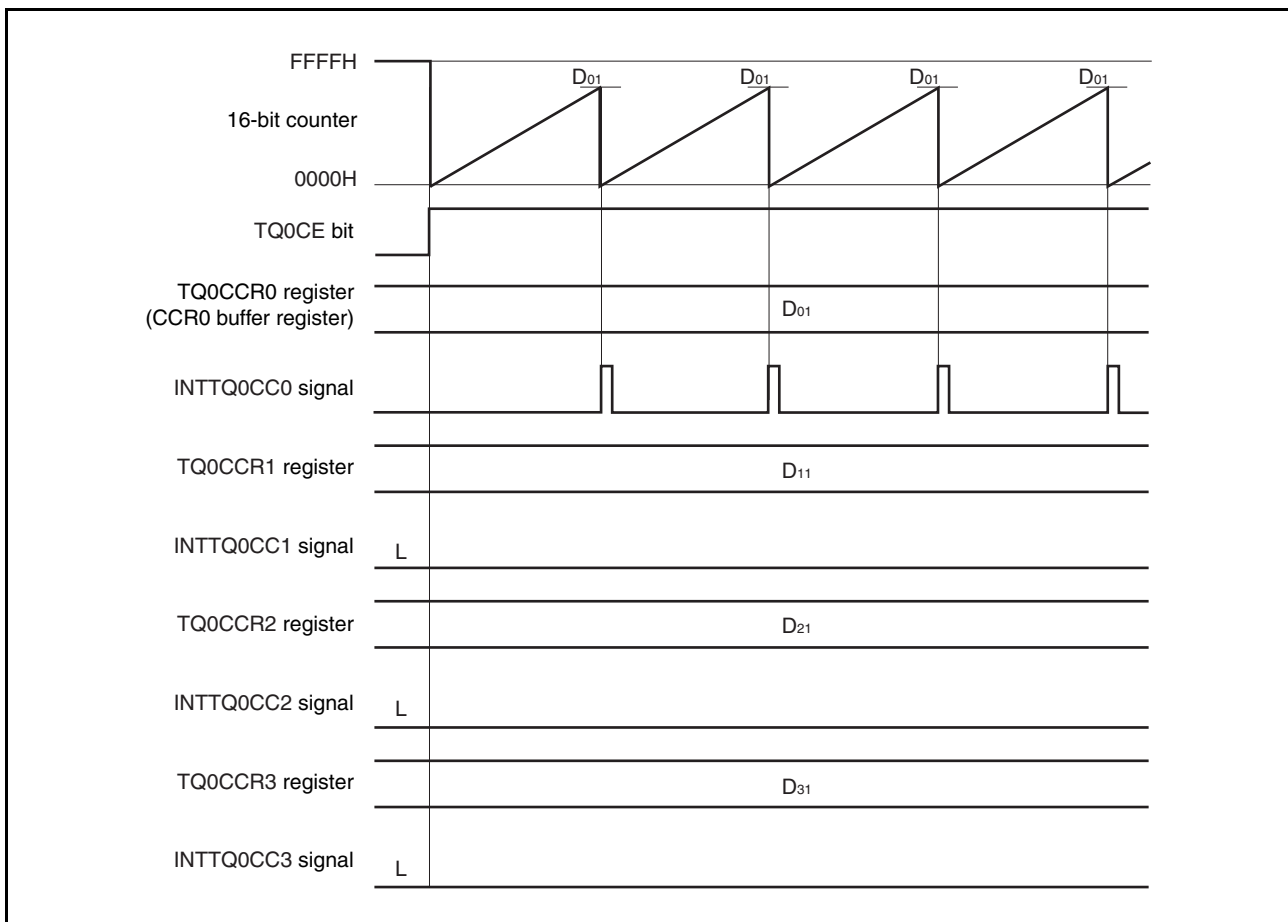 FFFFH
D01 D01 D01 D01
16-bit counter
0000H
TQ0CE bit
TQ0CCR0 register
(CCR0 buffer register)
D01
INTTQ0CC0 signal
TQ0CCR1 register
D11
INTTQ0CC1 signal
L
TQ0CCR2 register
D21
INTTQ0CC2 signal
L
TQ0CCR3 register
D31
INTTQ0CC3 signal
L